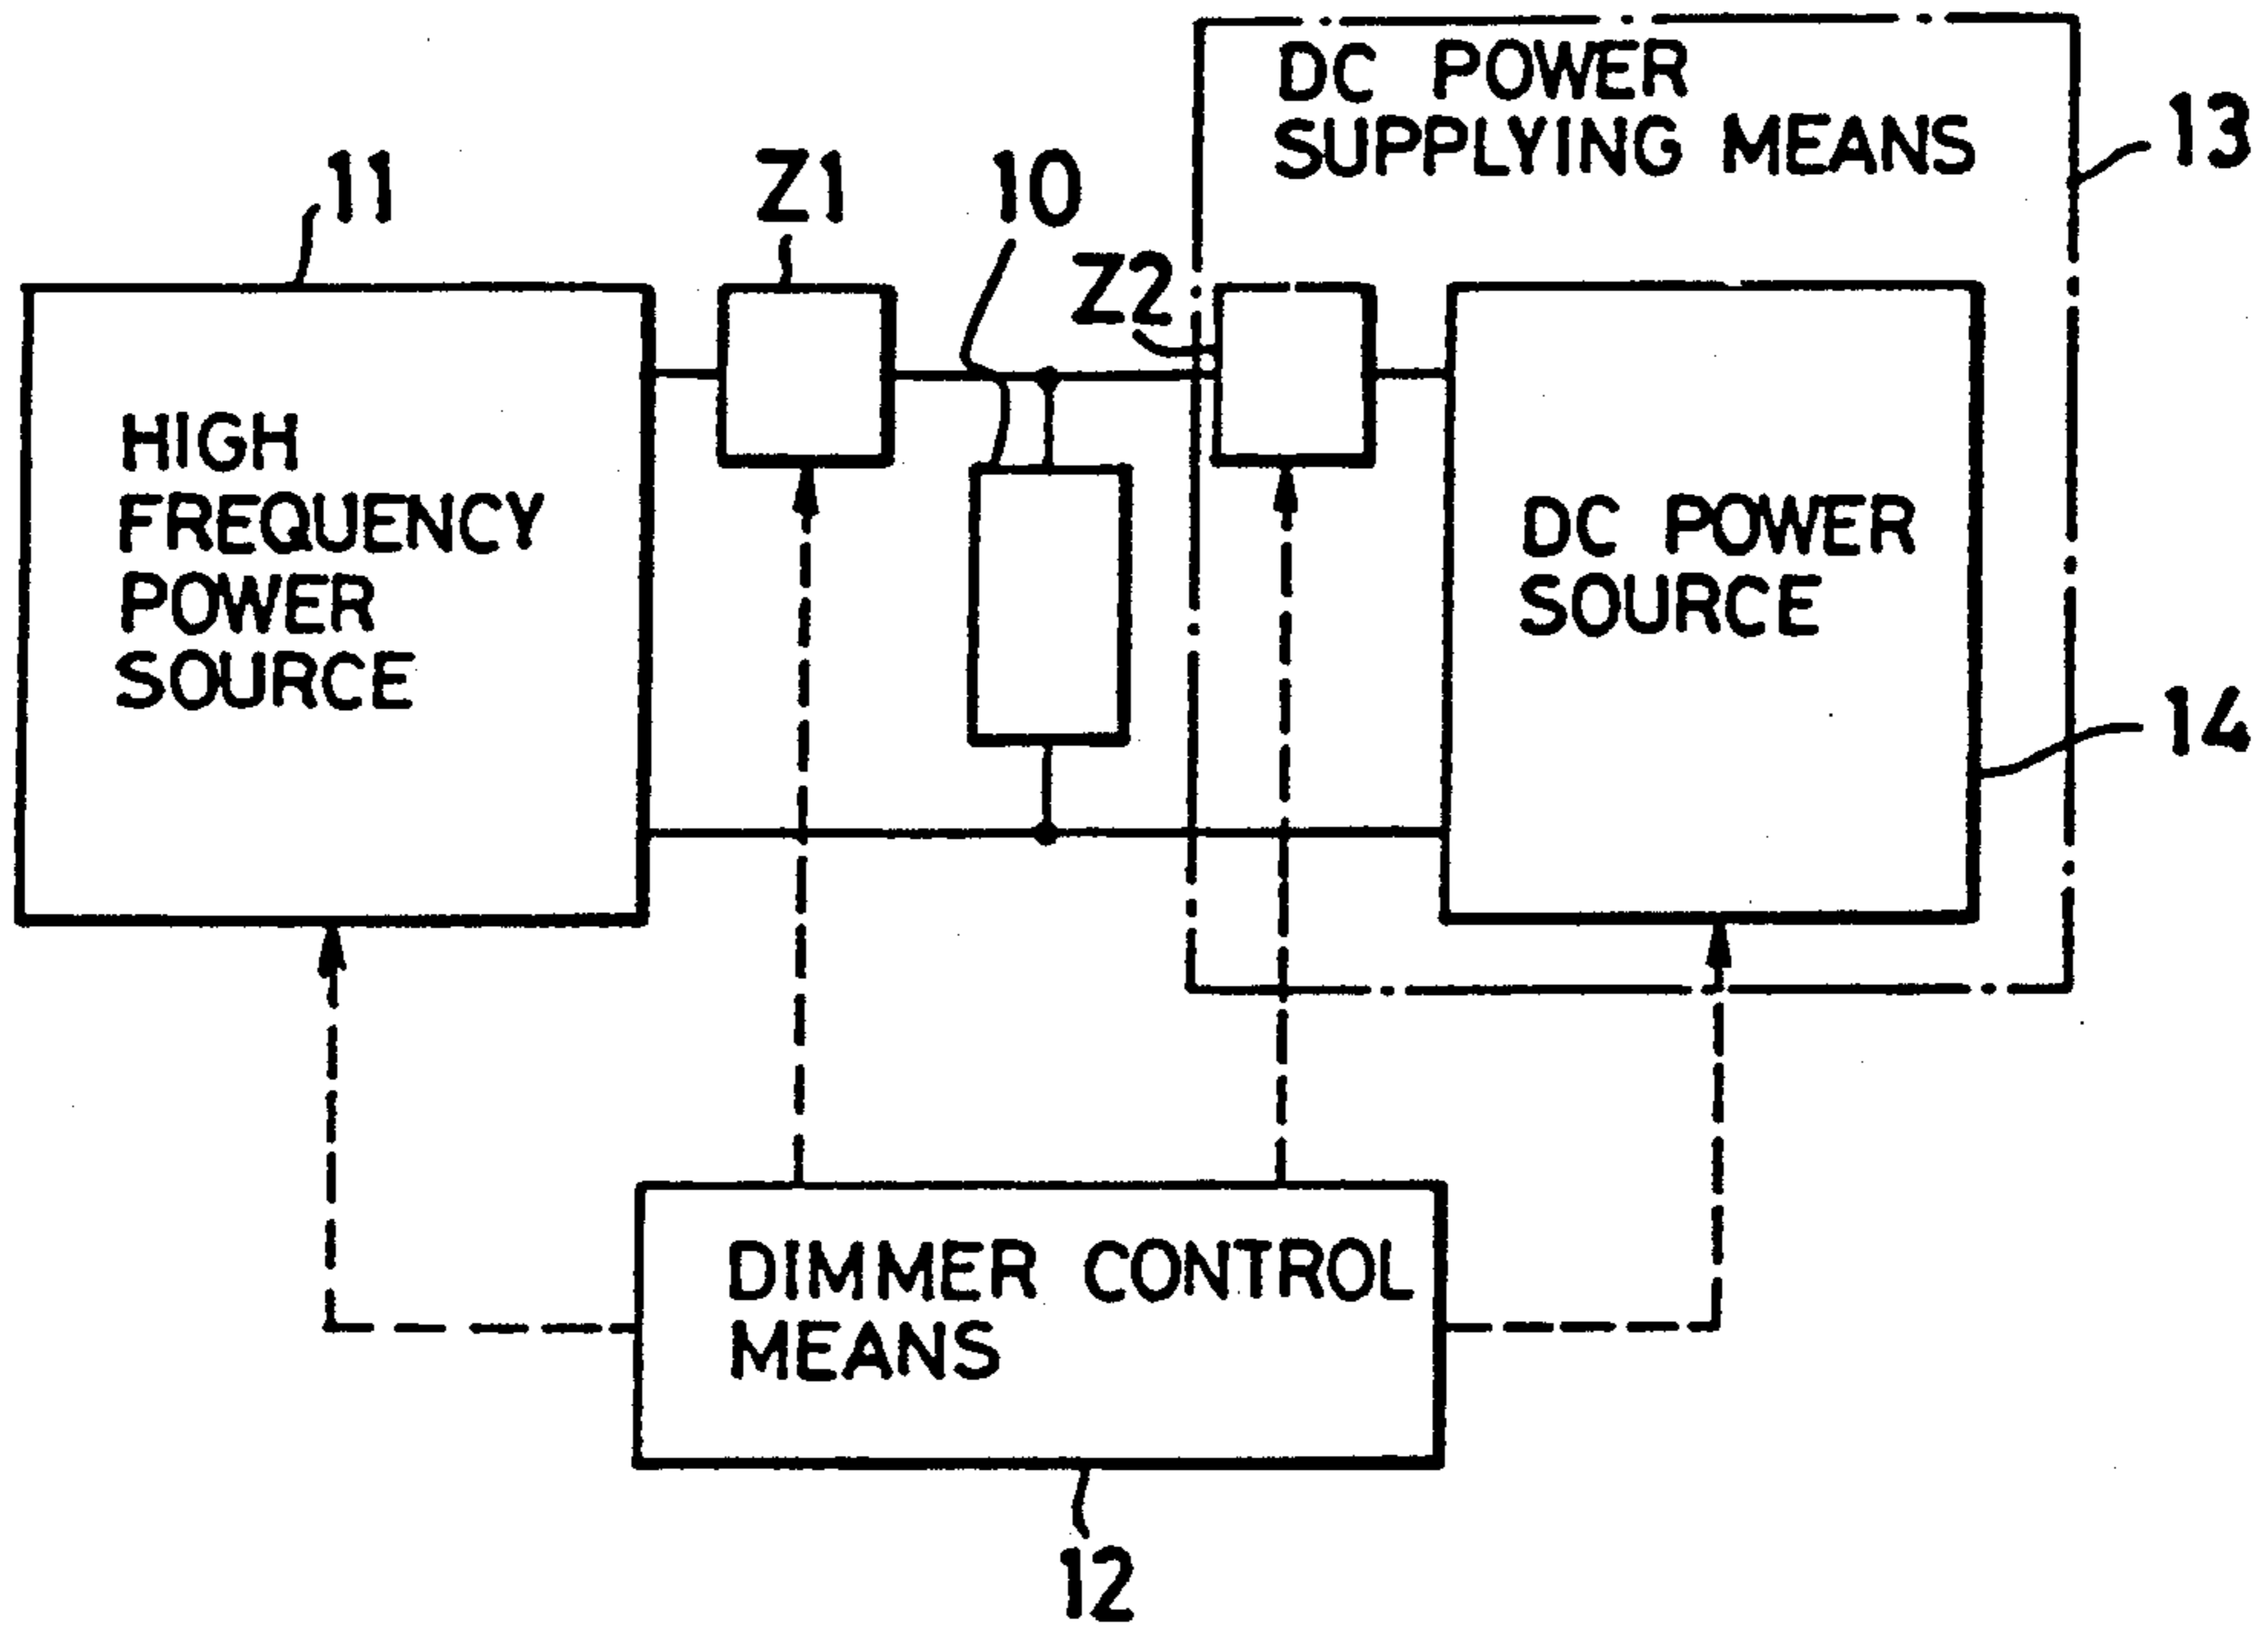 DC POWER
SUPPLYING MEANS
13
11
Z1
10
Z2
HIGH
FREQUENCY
POWER
SOURCE
DC POWER
SOURCE
14
DIMMER CONTROL
MEANS
12